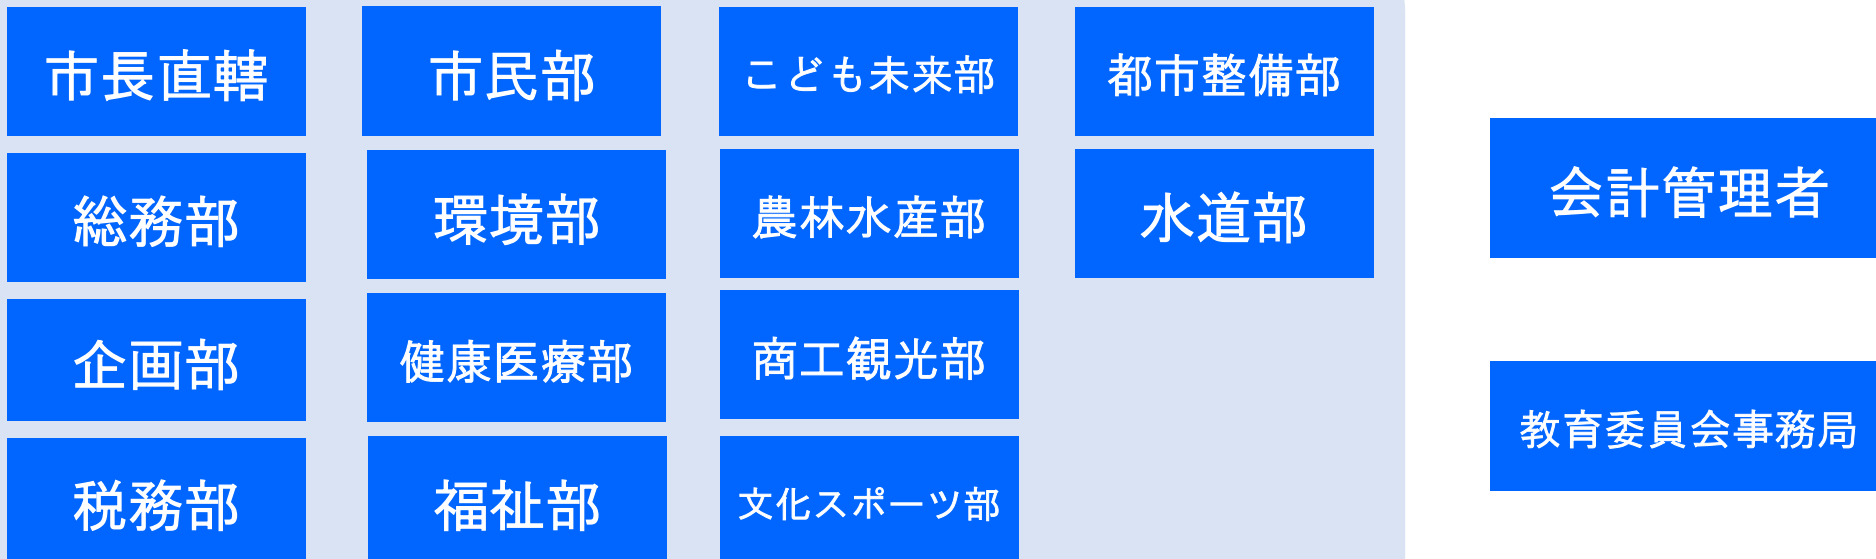 市長直轄
総務部
企画部
税務部
市民部
環境部
健康医療部
福祉部
こども未来部
農林水産部
商工観光部
文化スポーツ部
都市整備部
水道部
会計管理者
教育委員会事務局